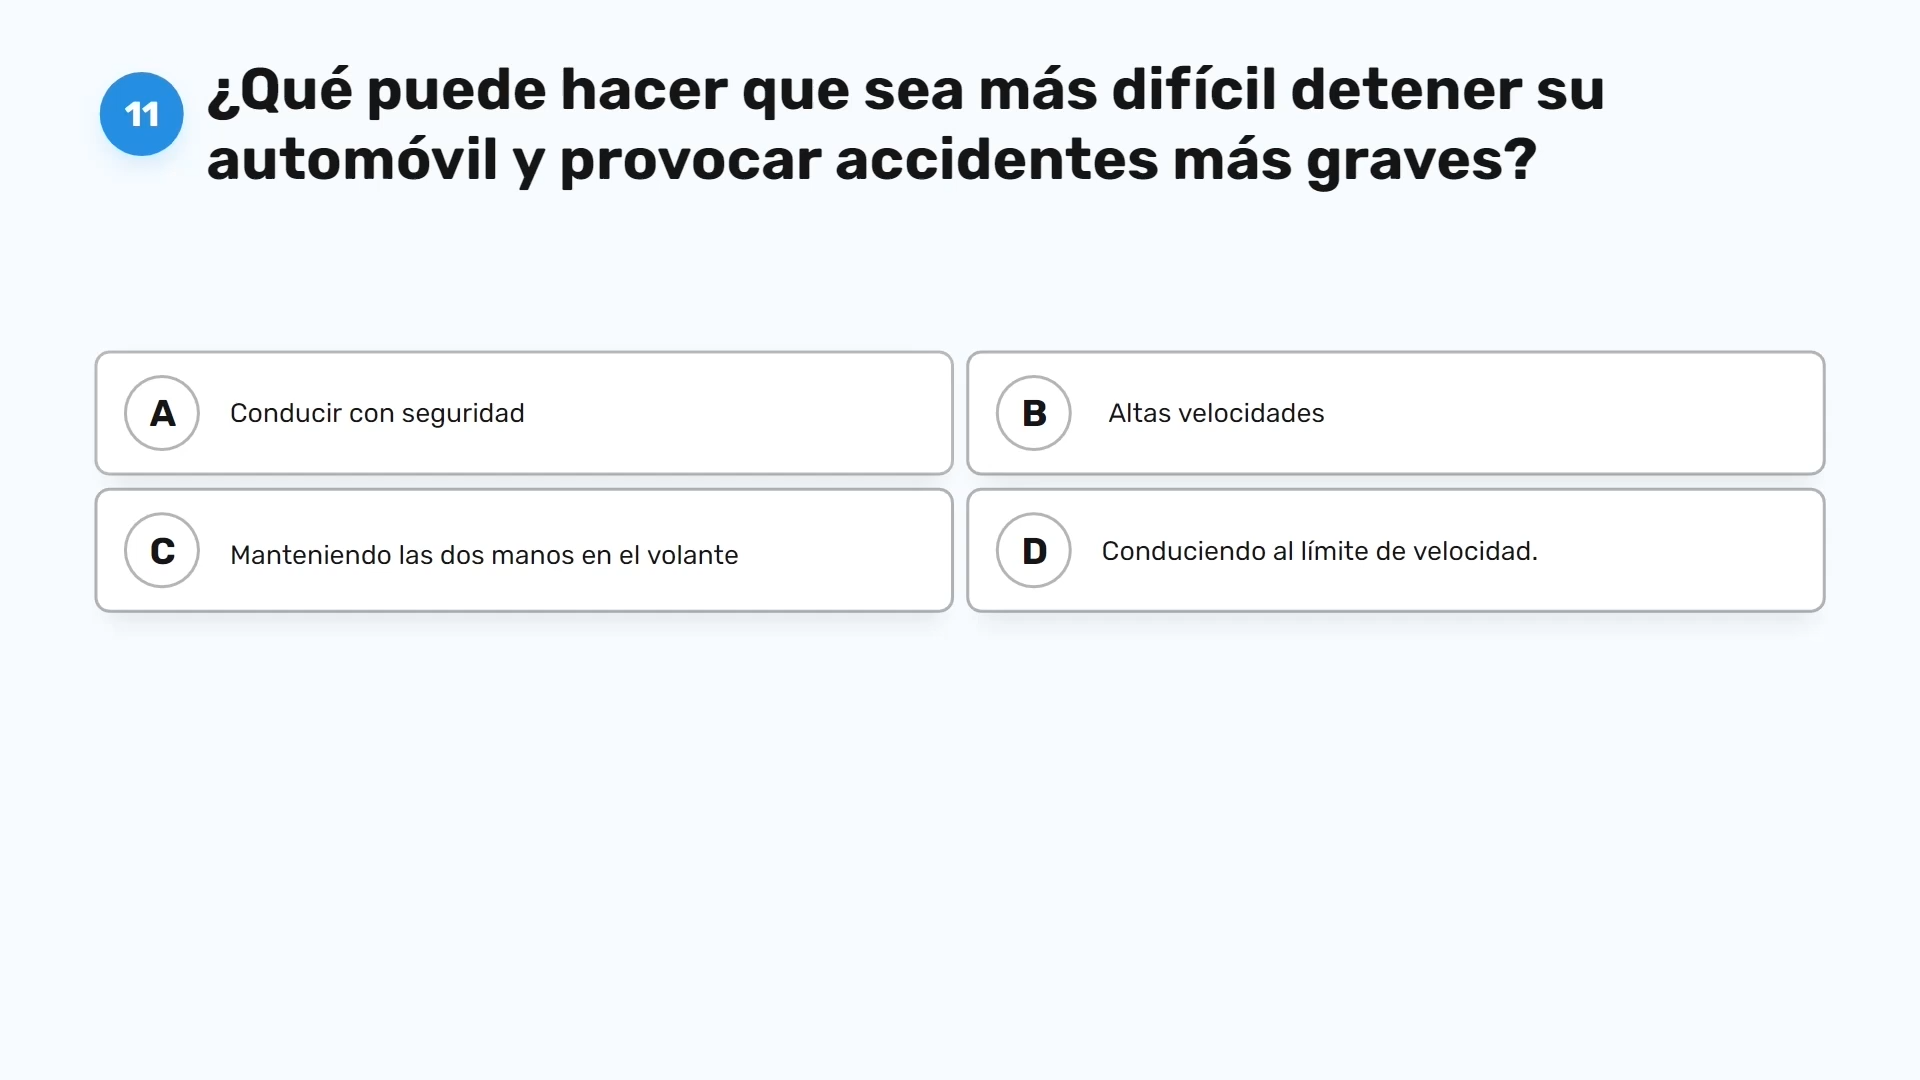 11
¿Qué puede hacer que sea más difícil detener su
automóvil y provocar accidentes más graves?
A
Conducir con seguridad
B
Altas velocidades
C
Manteniendo las dos manos en el volante
D
Conduciendo al límite de velocidad.